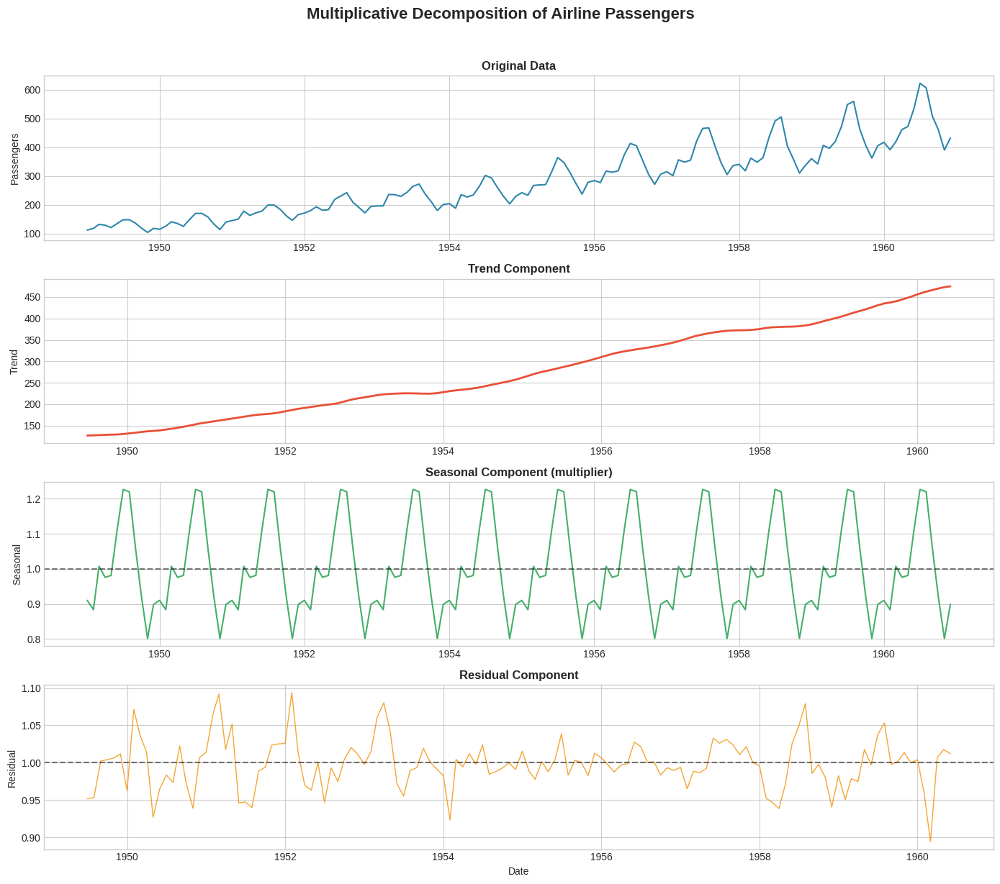 Multiplicative Decomposition of Airline Passengers
Original Data
Passengers
600
500
400
300
200
100
1950 1952 1954 1956 1958 1960
Trend Component
Trend
450
400
350
300
250
200
150
1950 1952 1954 1956 1958 1960
Seasonal Component (multiplier)
Seasonal
1.2
1.1
1.0
0.9
0.8
1950 1952 1954 1956 1958 1960
Residual Component
Residual
1.10
1.05
1.00
0.95
0.90
1950 1952 1954 1956 1958 1960
Date